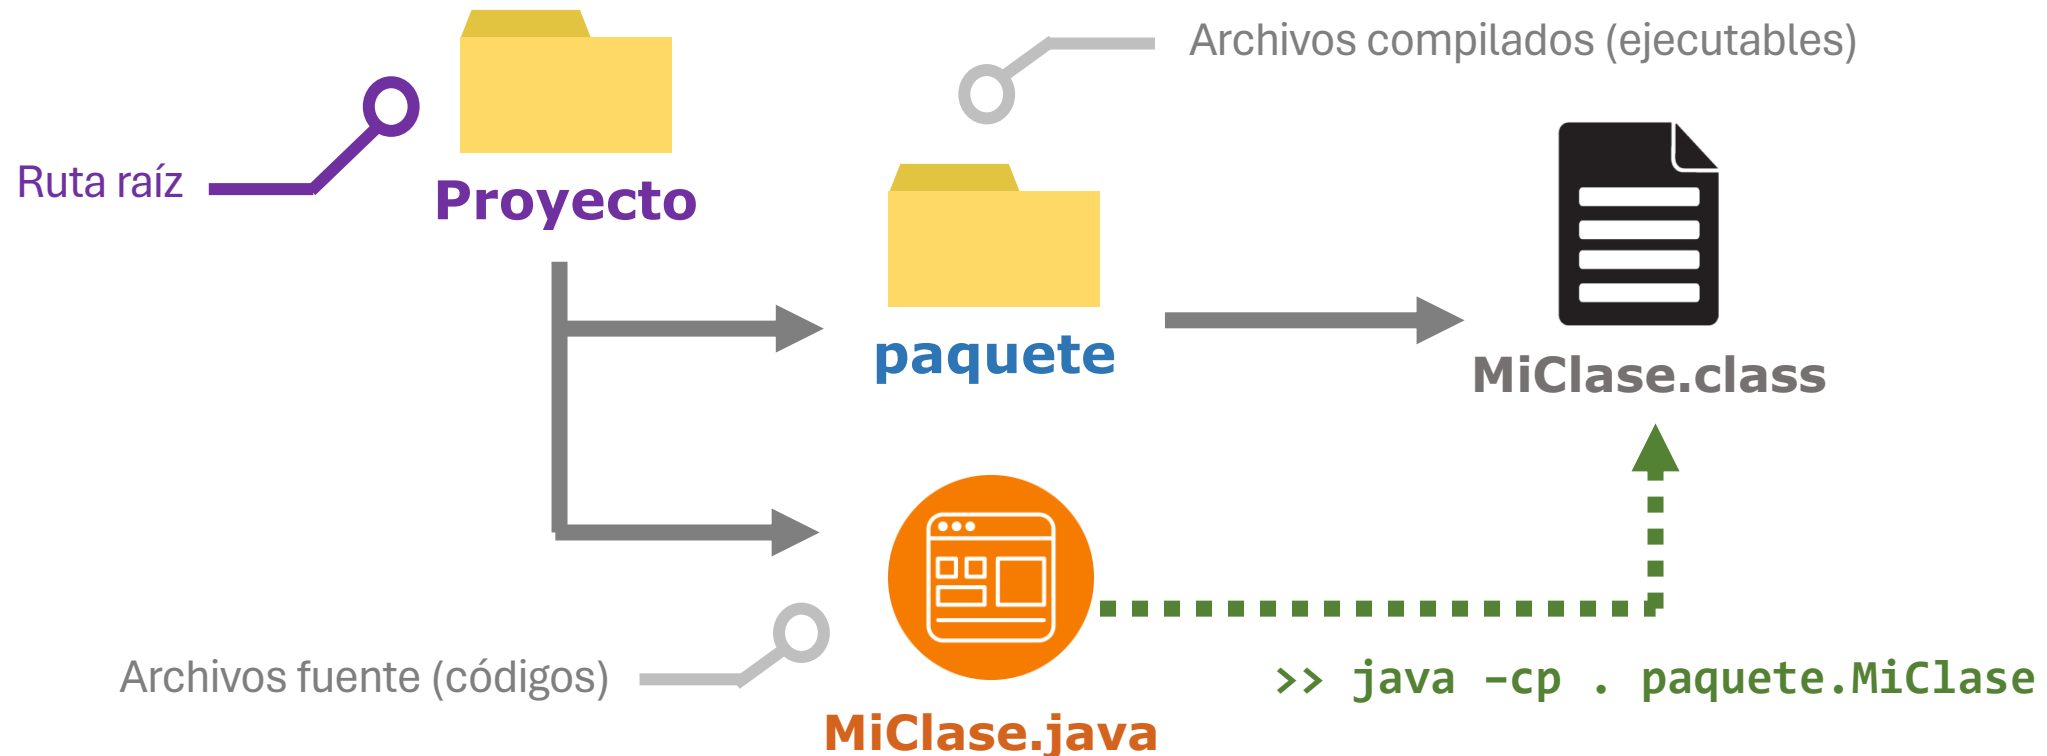 Archivos compilados (ejecutables)
Ruta raíz
Proyecto
paquete
MiClase.class
Archivos fuente (códigos)
>> java -cp . paquete.MiClase
MiClase.java